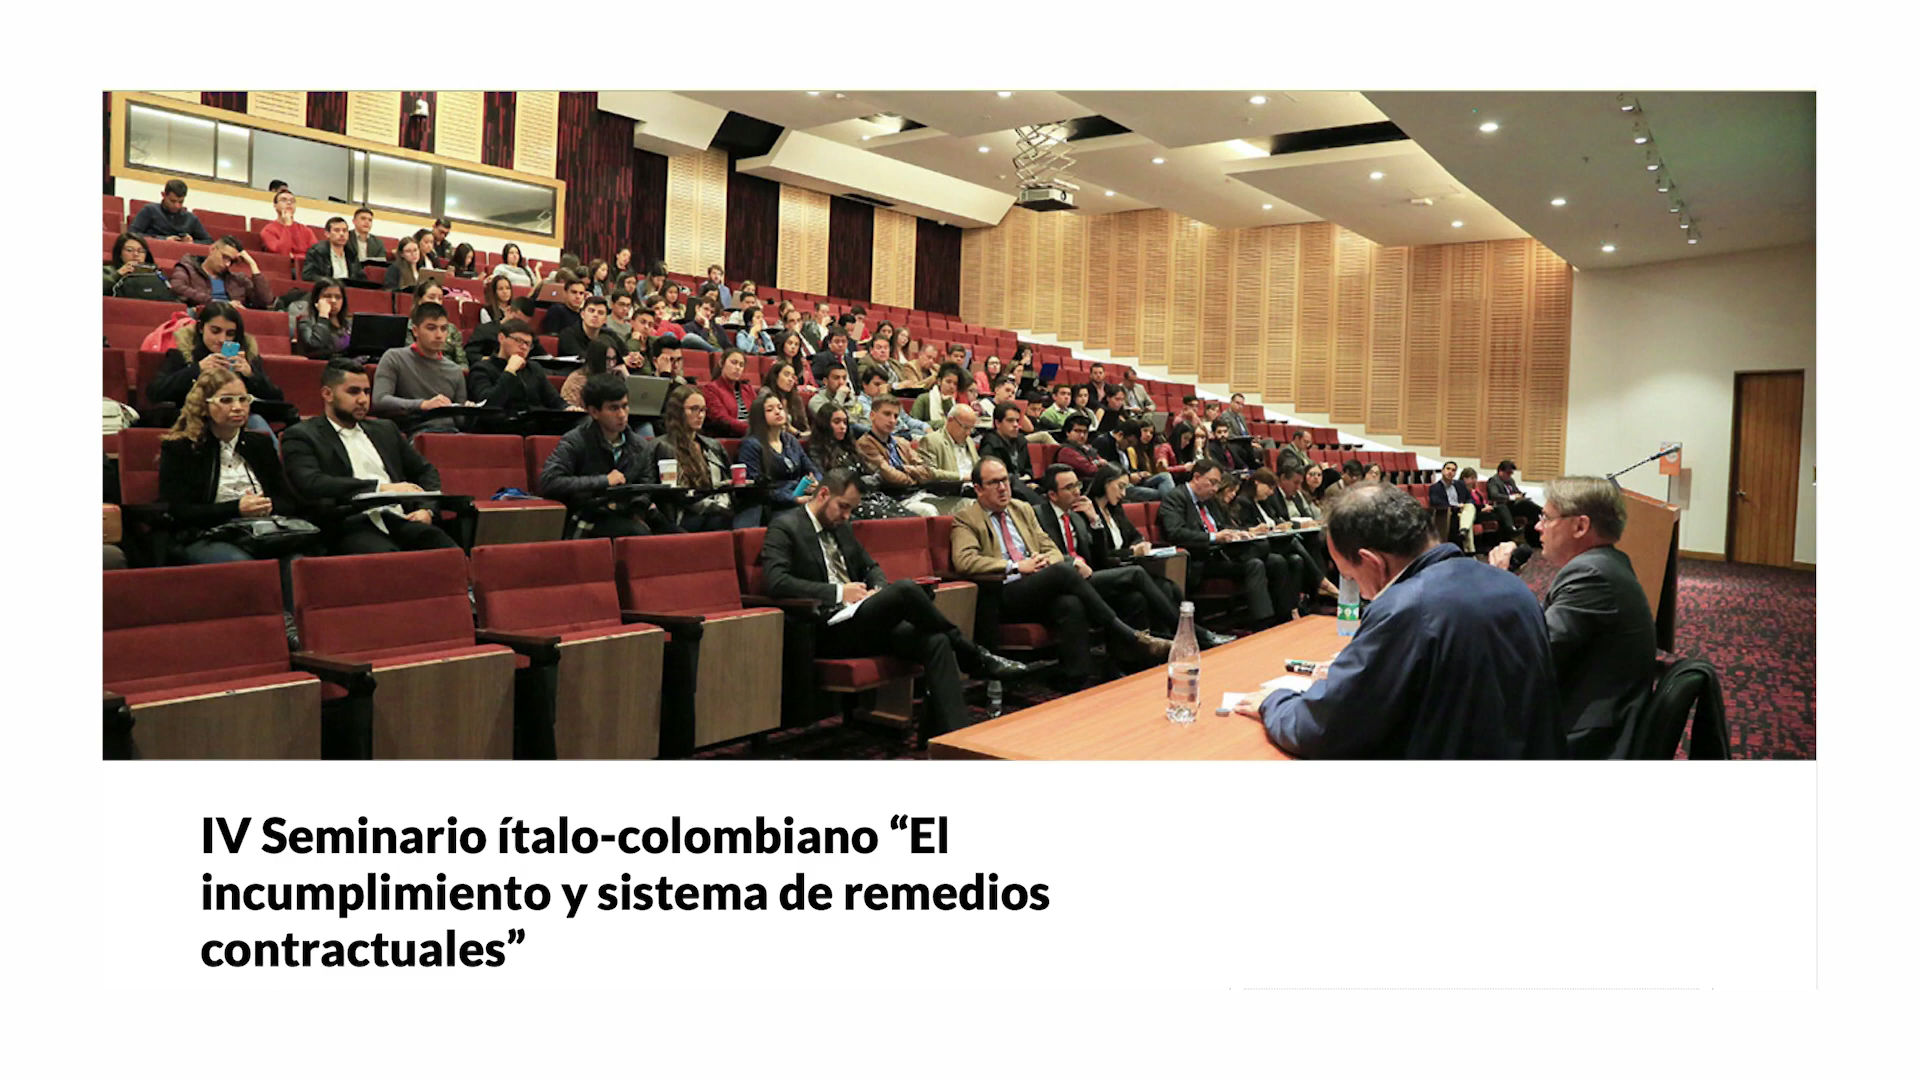 IV Seminario ítalo-colombiano “El
incumplimiento y sistema de remedios
contractuales”